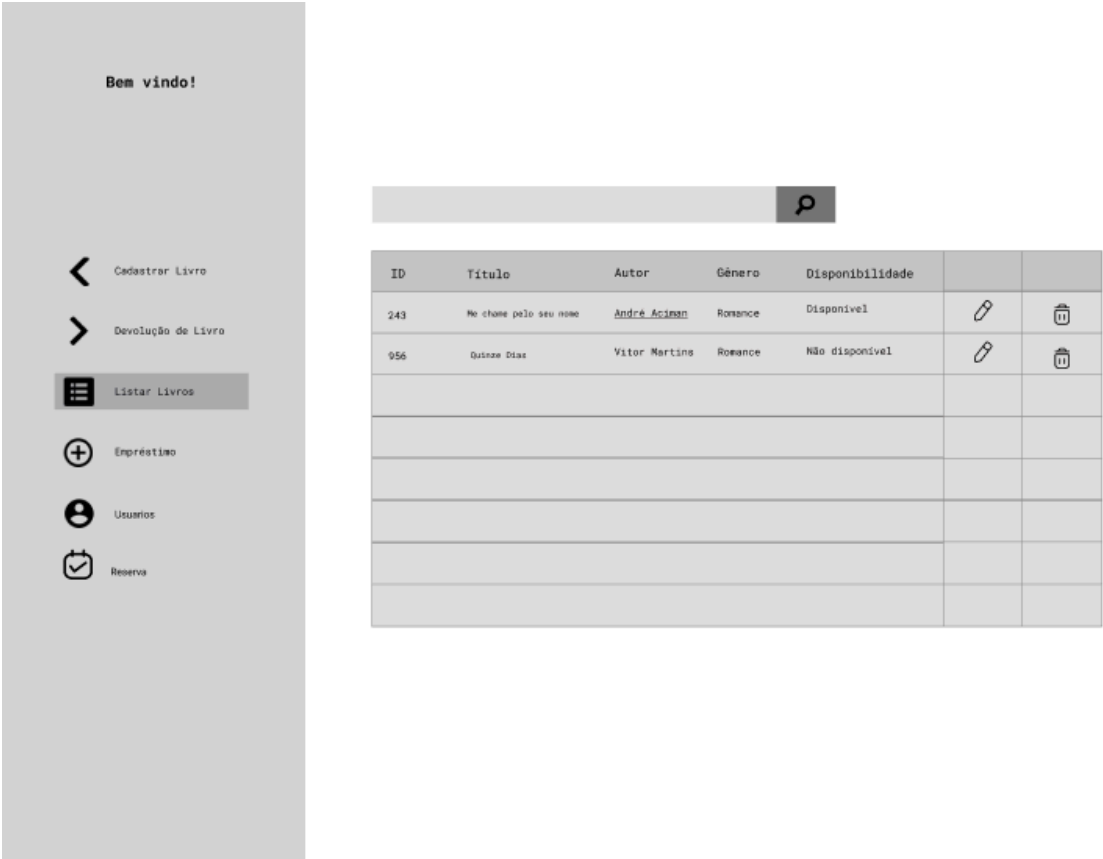 Bem vindo!
Cadastrar Livro
Devolução de Livro
Listar Livros
Empréstimo
Usuarios
Reserva
ID Título Autor Gênero Disponibilidade
243 Me chame pelo seu nome André Aciman Romance Disponível
956 Quinze Dias Vitor Martins Romance Não disponível